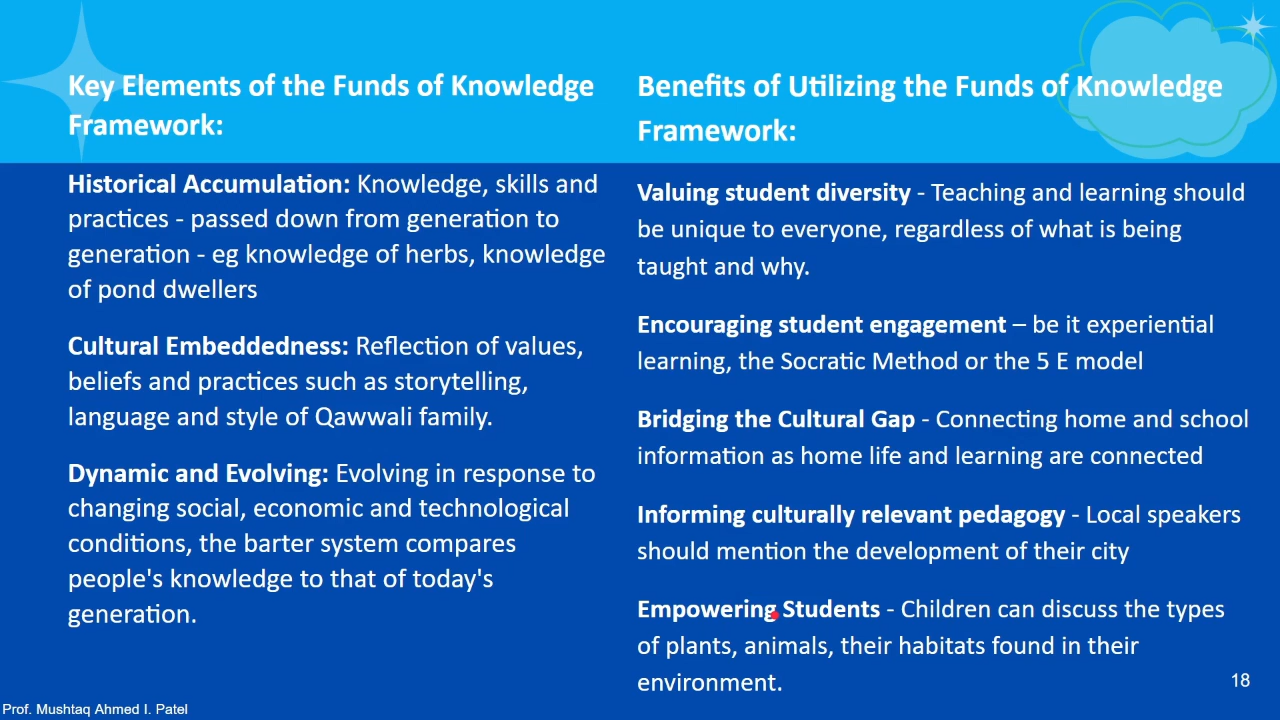 Key Elements of the Funds of Knowledge
Framework:
Historical Accumulation: Knowledge, skills and
practices - passed down from generation to
generation - eg knowledge of herbs, knowledge
of pond dwellers
Cultural Embeddedness: Reflection of values,
beliefs and practices such as storytelling,
language and style of Qawwali family.
Dynamic and Evolving: Evolving in response to
changing social, economic and technological
conditions, the barter system compares
people's knowledge to that of today's
generation.
Benefits of Utilizing the Funds of Knowledge
Framework:
Valuing student diversity - Teaching and learning should
be unique to everyone, regardless of what is being
taught and why.
Encouraging student engagement – be it experiential
learning, the Socratic Method or the 5 E model
Bridging the Cultural Gap - Connecting home and school
information as home life and learning are connected
Informing culturally relevant pedagogy - Local speakers
should mention the development of their city
Empowering Students - Children can discuss the types
of plants, animals, their habitats found in their
environment.
18
Prof. Mushtaq Ahmed I. Patel